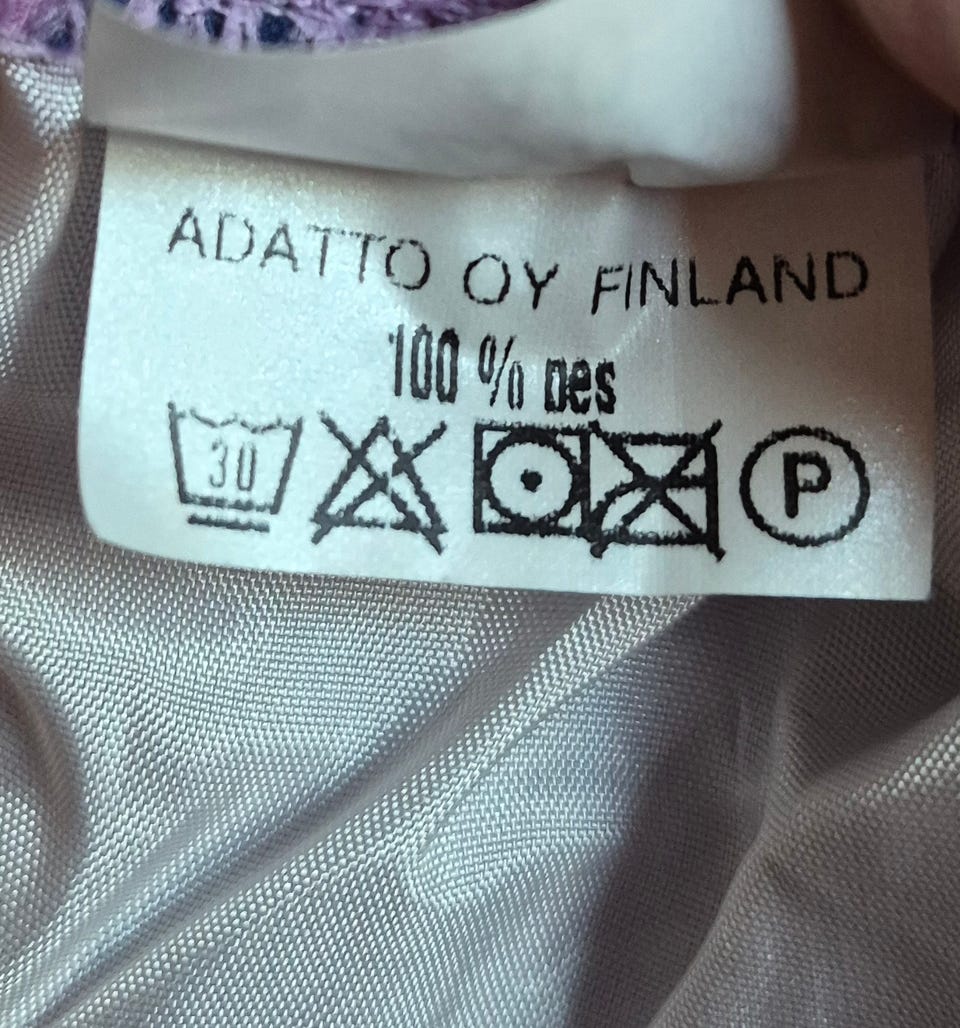 ADATTO OY FINLAND
100 % pes
30
P